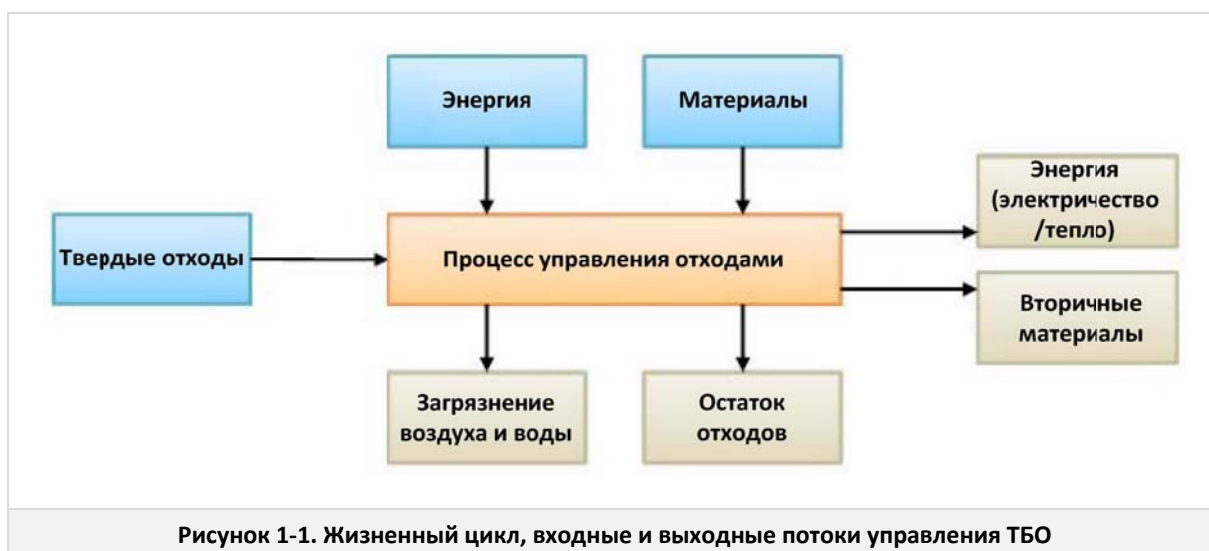 Энергия
Материалы
Энергия
(электричество
/тепло)
Твердые отходы
Процесс управления отходами
Вторичные
материалы
Загрязнение
воздуха и воды
Остаток
отходов
Рисунок 1-1. Жизненный цикл, входные и выходные потоки управления ТБО